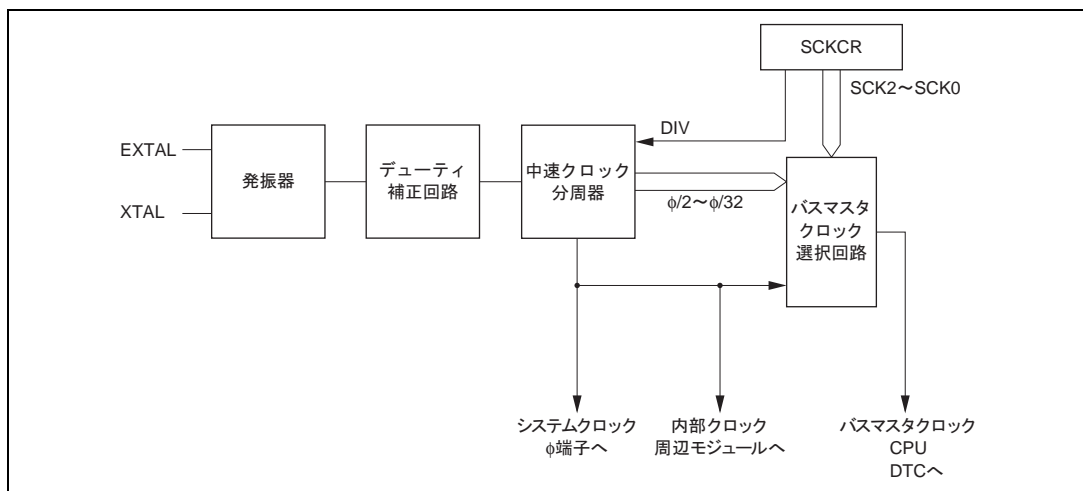 SCKCR
SCK2～SCK0
DIV
EXTAL
XTAL
発振器
デューティ
補正回路
中速クロック
分周器
φ/2～φ/32
バスマスタ
クロック
選択回路
システムクロック
φ端子へ
内部クロック
周辺モジュールへ
バスマスタクロック
CPU
DTCへ